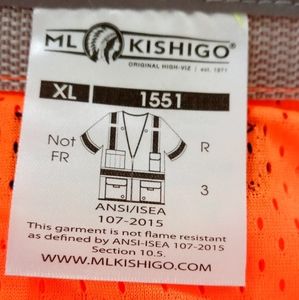 ML KISHIGO®
ORIGINAL HIGH-VIZ | est. 1971
XL 1551
Not FR
R
3
ANSI/ISEA
107-2015
This garment is not flame resistant
as defined by ANSI-ISEA 107-2015
Section 10.5.
WWW.MLKISHIGO.COM